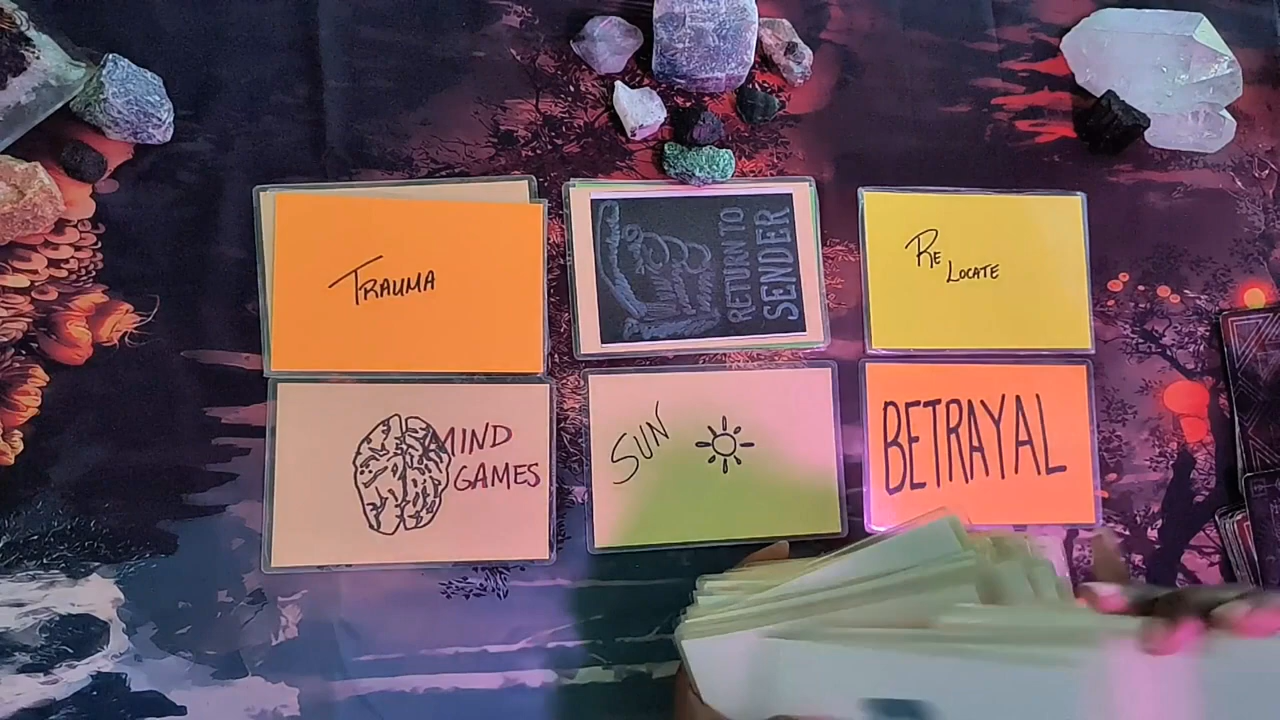 TRAUMA
RETURN TO
SENDER
RE
LOCATE
MIND
GAMES
SUN
BETRAYAL